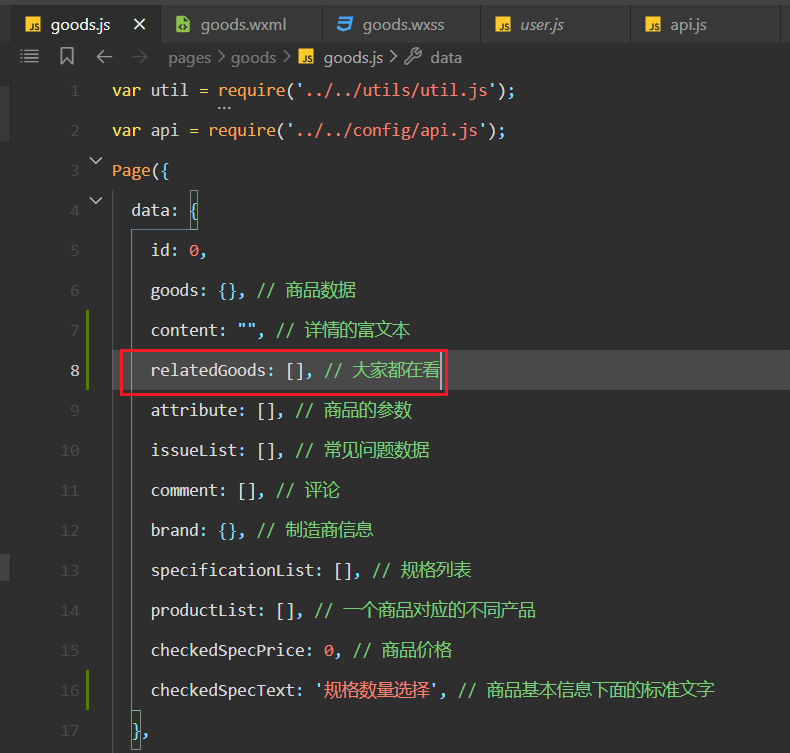 JS goods.js × goods.wxml goods.wxss JS user.js JS api.js
pages > goods > JS goods.js > data
1 var util = require('../../utils/util.js');
2 var api = require('../../config/api.js');
3 Page({
4 data: {
5 id: 0,
6 goods: {}, // 商品数据
7 content: "", // 详情的富文本
8 relatedGoods: [], // 大家都在看
9 attribute: [], // 商品的参数
10 issueList: [], // 常见问题数据
11 comment: [], // 评论
12 brand: {}, // 制造商信息
13 specificationList: [], // 规格列表
14 productList: [], // 一个商品对应的不同产品
15 checkedSpecPrice: 0, // 商品价格
16 checkedSpecText: '规格数量选择', // 商品基本信息下面的标准文字
17 },